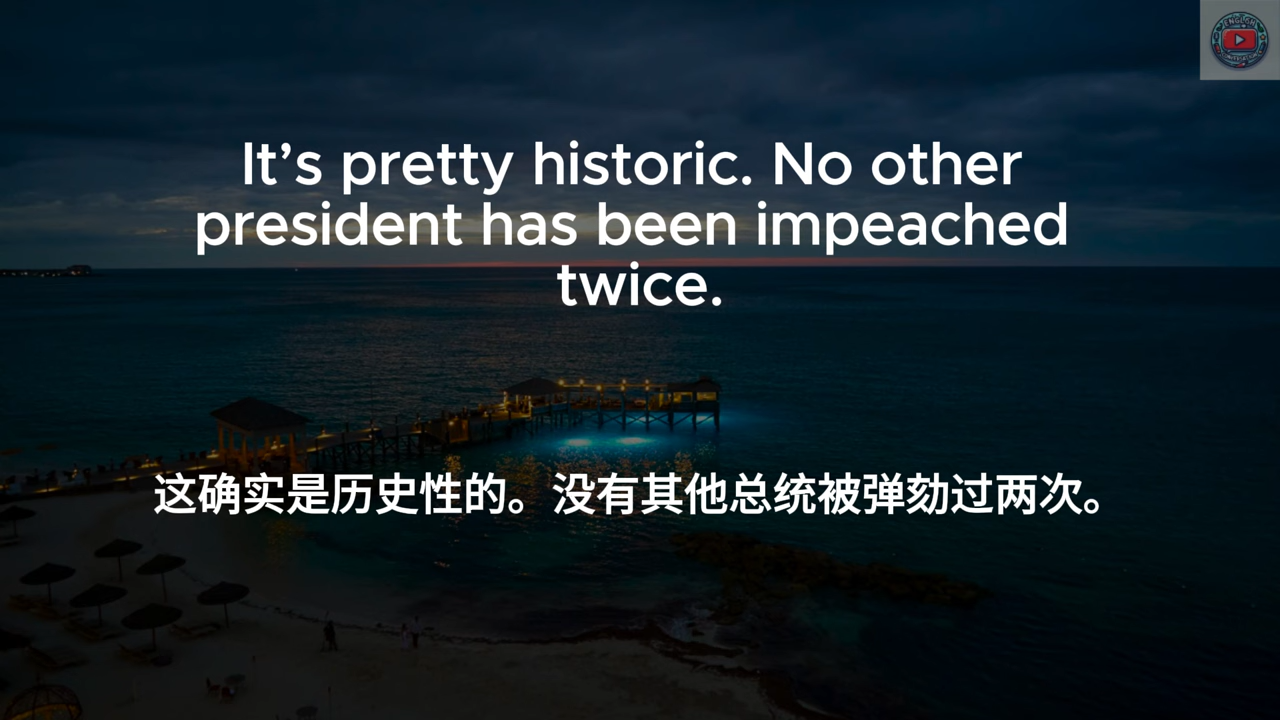 It’s pretty historic. No other
president has been impeached
twice.
这确实是历史性的。没有其他总统被弹劾过两次。